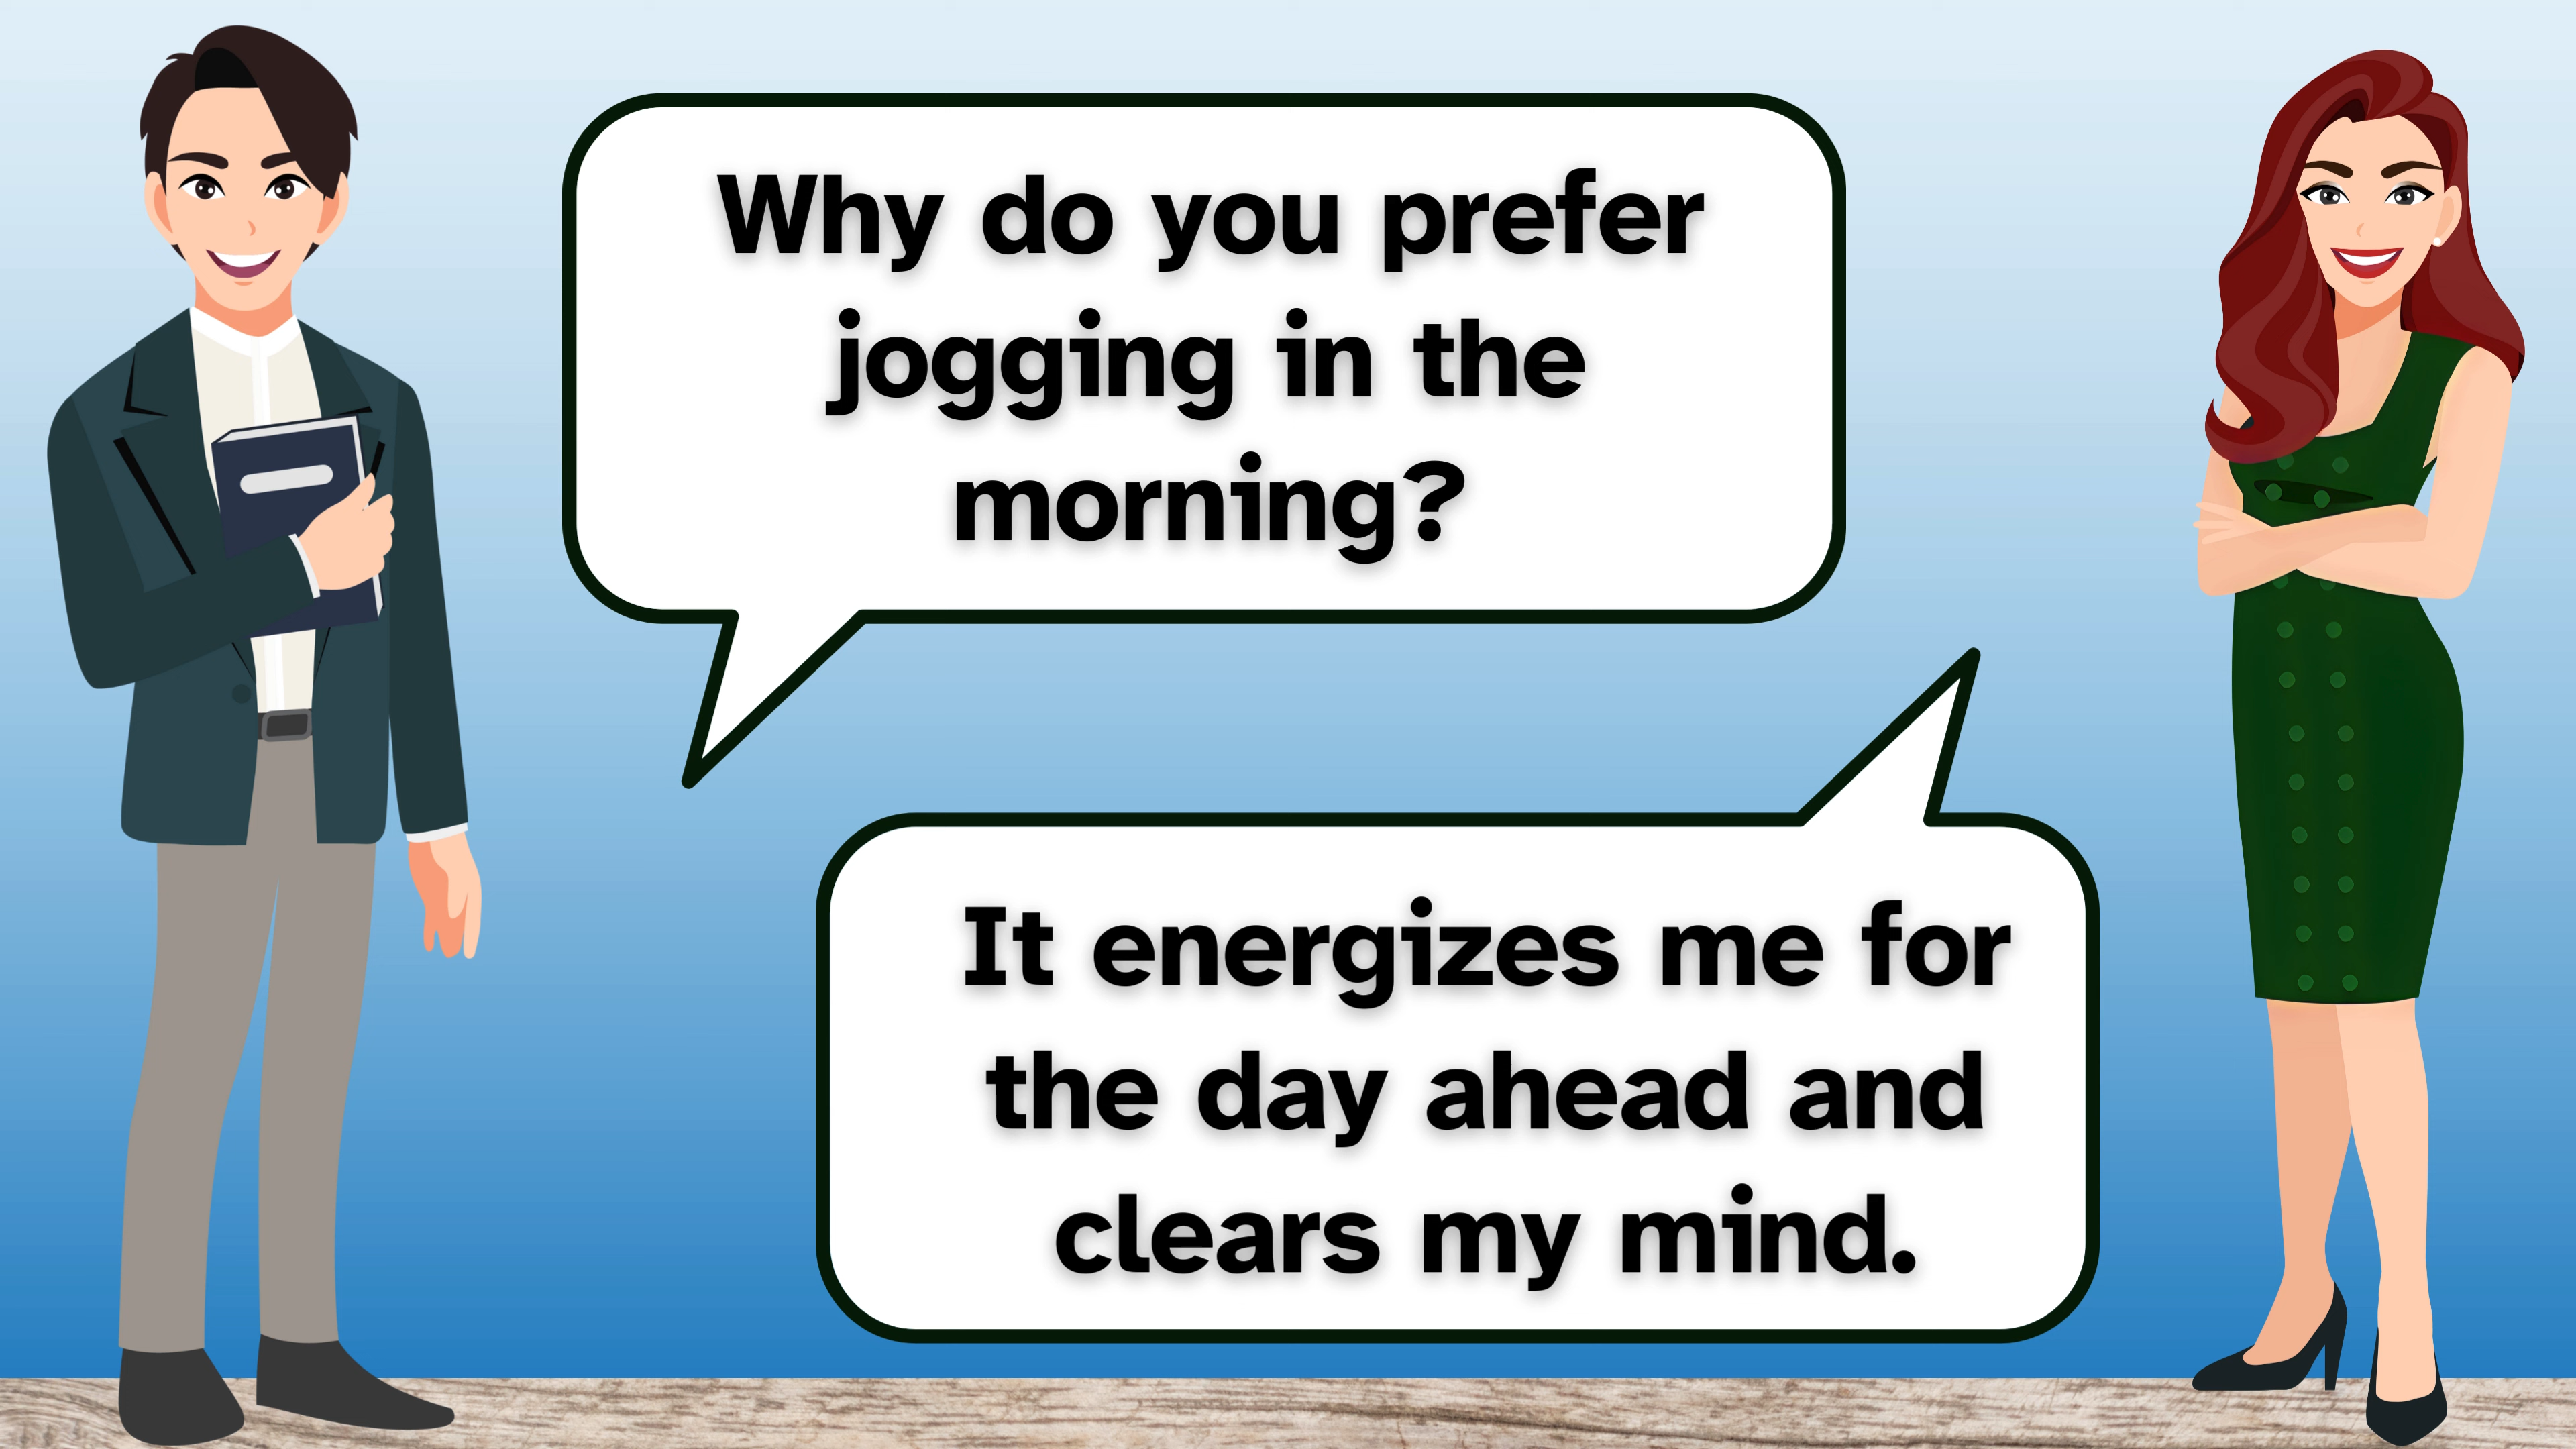 Why do you prefer
jogging in the
morning?
It energizes me for
the day ahead and
clears my mind.